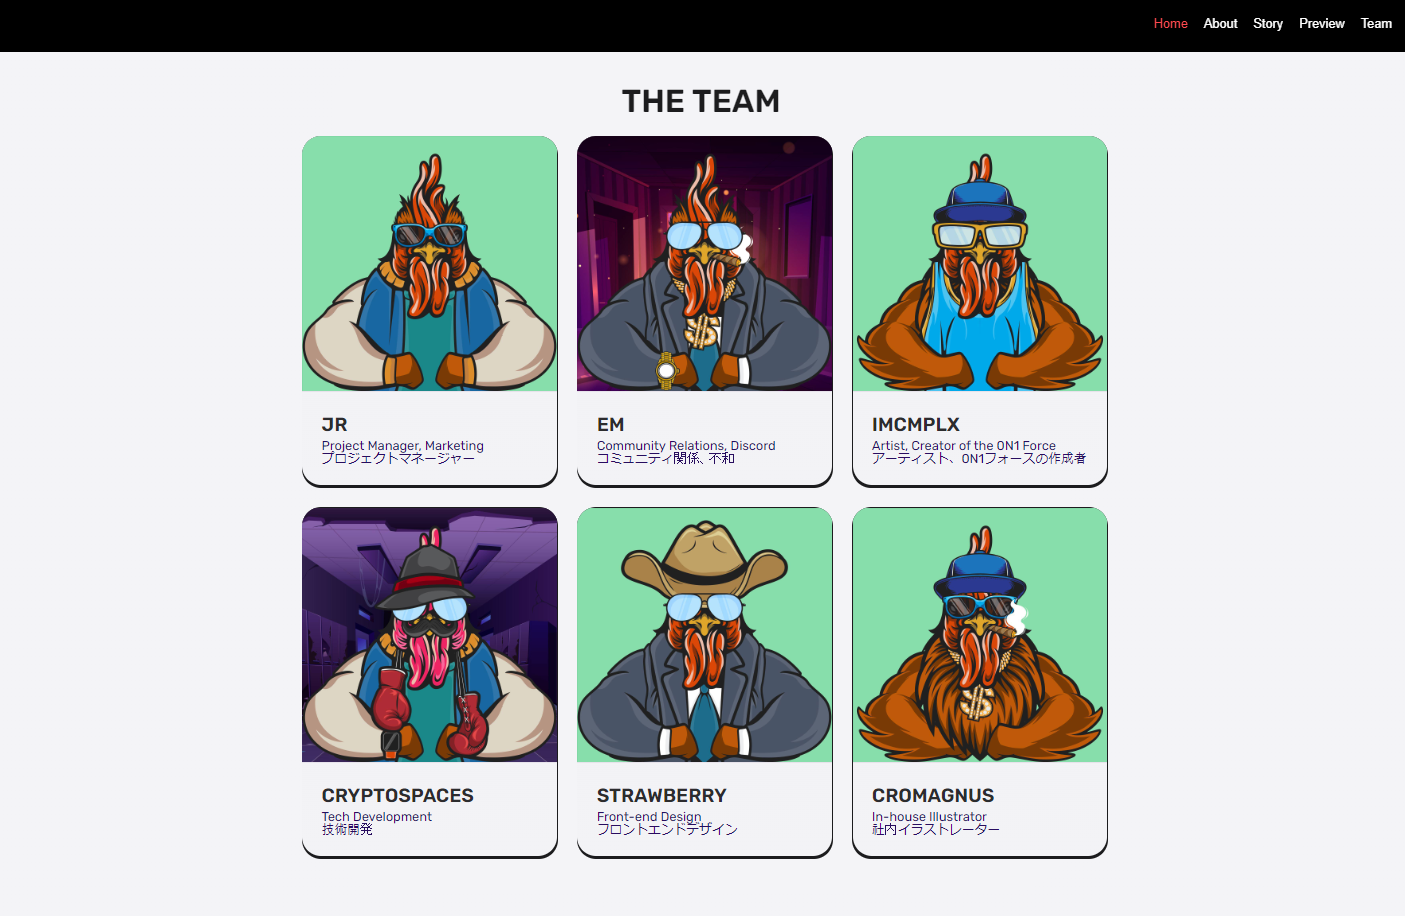 Home About Story Preview Team
THE TEAM
JR
Project Manager, Marketing
プロジェクトマネージャー
EM
Community Relations, Discord
コミュニティ関係、不和
IMCMPLX
Artist, Creator of the 0N1 Force
アーティスト、0N1フォースの作成者
CRYPTOSPACES
Tech Development
技術開発
STRAWBERRY
Front-end Design
フロントエンドデザイン
CROMAGNUS
In-house Illustrator
社内イラストレーター